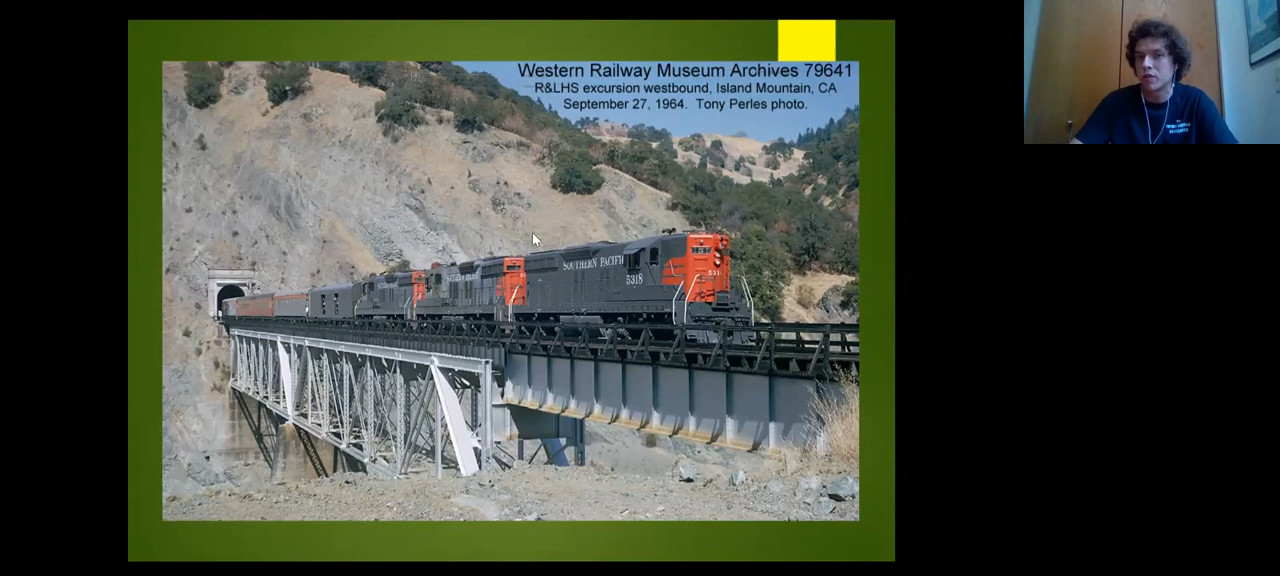 Western Railway Museum Archives 79641
R&LHS excursion westbound, Island Mountain, CA
September 27, 1964. Tony Perles photo.
SOUTHERN PACIFIC
5318